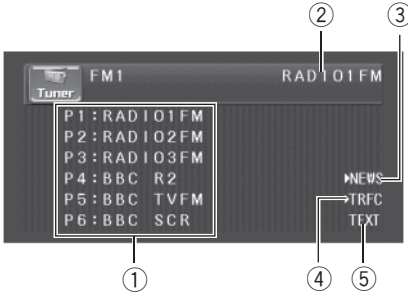 ② ③
FM1 RADIO1FM
Tuner
P1:RADIO1FM
P2:RADIO2FM
P3:RADIO3FM
P4:BBC R2
P5:BBC TVFM
P6:BBC SCR
NEWS
TRFC
TEXT
① ④ ⑤